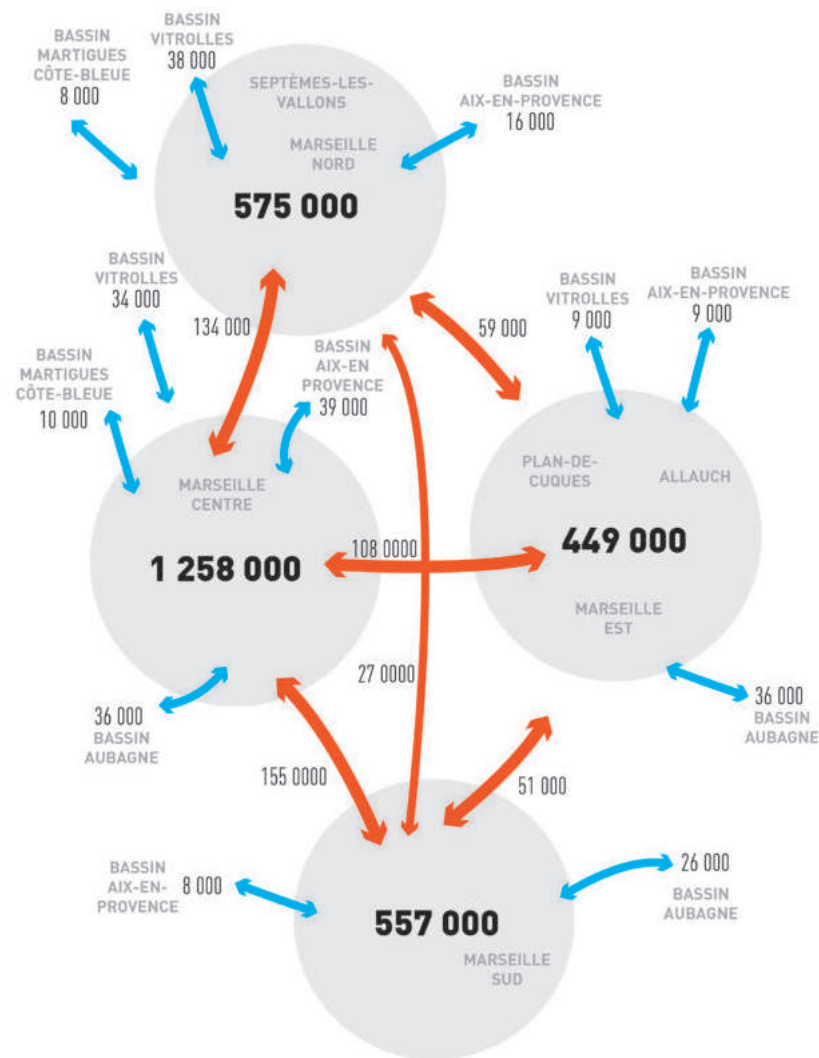 BASSIN
MARTIGUES
CÔTE-BLEUE
8 000
BASSIN
VITROLLES
38 000
SEPTÈMES-LES-
VALLONS
MARSEILLE
NORD
575 000
BASSIN
AIX-EN-PROVENCE
16 000
BASSIN
VITROLLES
34 000
134 000
59 000
BASSIN
VITROLLES
9 000
BASSIN
AIX-EN-PROVENCE
9 000
BASSIN
MARTIGUES
CÔTE-BLEUE
10 000
BASSIN
AIX-EN
PROVENCE
39 000
MARSEILLE
CENTRE
1 258 000
108 0000
PLAN-DE-
CUQUES
ALLAUCH
449 000
MARSEILLE
EST
27 0000
36 000
BASSIN
AUBAGNE
36 000
BASSIN
AUBAGNE
155 0000
51 000
BASSIN
AIX-EN-
PROVENCE
8 000
557 000
MARSEILLE
SUD
26 000
BASSIN
AUBAGNE